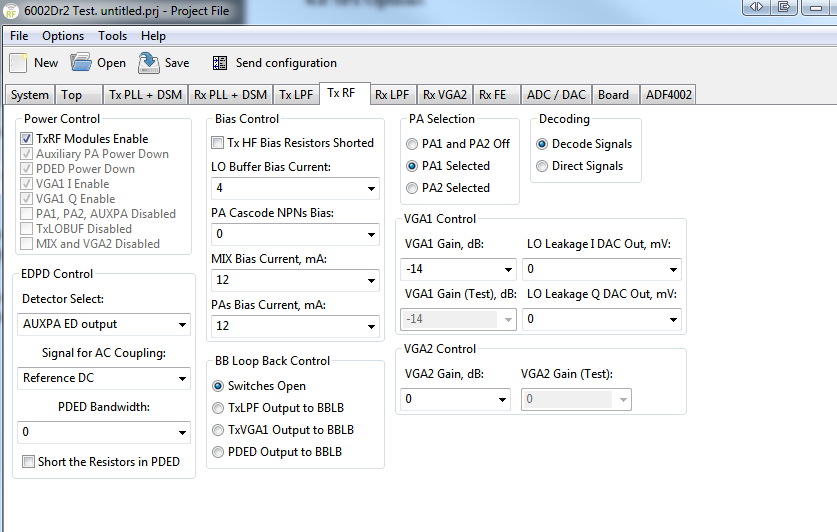 6002Dr2 Test. untitled.prj - Project File
File Options Tools Help
New Open Save Send configuration
System Top Tx PLL + DSM Rx PLL + DSM Tx LPF Tx RF Rx LPF Rx VGA2 Rx FE ADC / DAC Board ADF4002
Power Control
TxRF Modules Enable
Auxiliary PA Power Down
PDED Power Down
VGA1 I Enable
VGA1 Q Enable
PA1, PA2, AUXPA Disabled
TxLOBUF Disabled
MIX and VGA2 Disabled
EDPD Control
Detector Select:
AUXPA ED output
Signal for AC Coupling:
Reference DC
PDED Bandwidth:
0
Short the Resistors in PDED
Bias Control
Tx HF Bias Resistors Shorted
LO Buffer Bias Current:
4
PA Cascode NPNs Bias:
0
MIX Bias Current, mA:
12
PAs Bias Current, mA:
12
BB Loop Back Control
Switches Open
TxLPF Output to BBLB
TxVGA1 Output to BBLB
PDED Output to BBLB
PA Selection
PA1 and PA2 Off
PA1 Selected
PA2 Selected
Decoding
Decode Signals
Direct Signals
VGA1 Control
VGA1 Gain, dB: LO Leakage I DAC Out, mV:
-14 0
VGA1 Gain (Test), dB: LO Leakage Q DAC Out, mV:
-14 0
VGA2 Control
VGA2 Gain, dB: VGA2 Gain (Test):
0 0